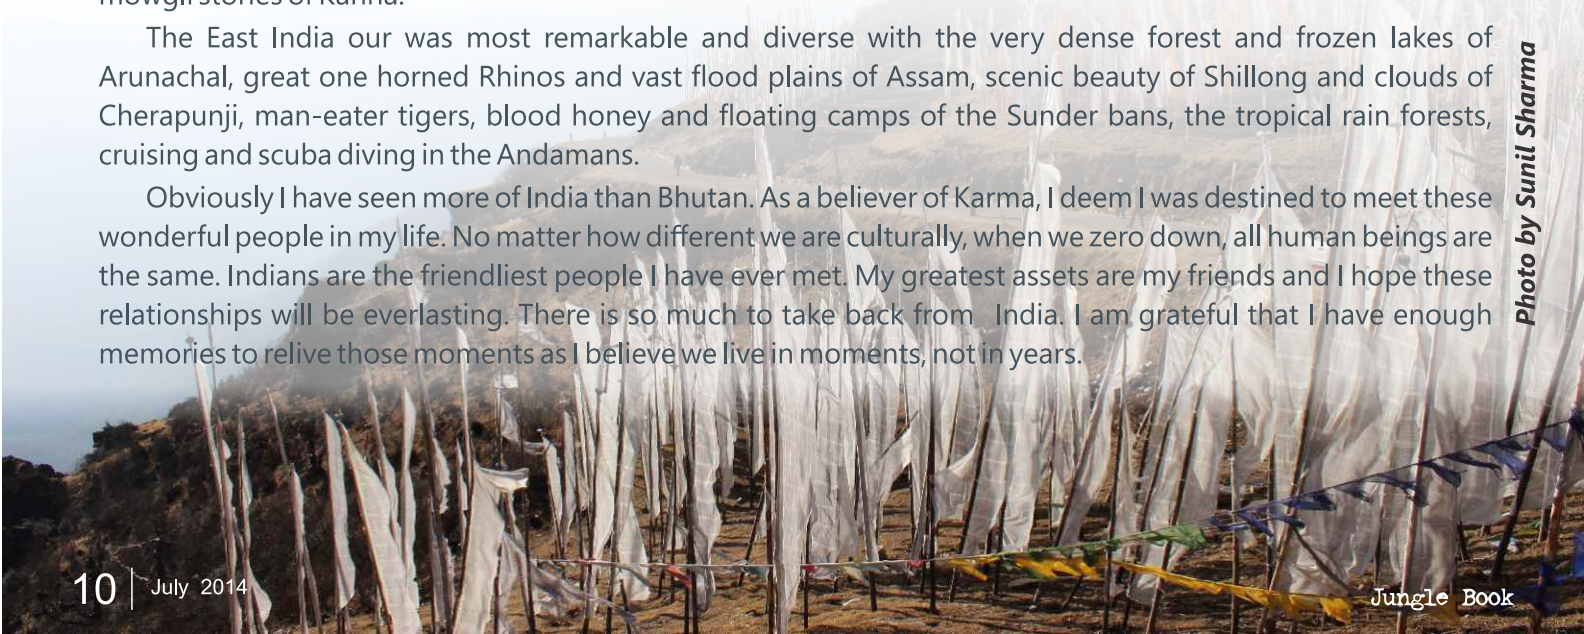 The East India our was most remarkable and diverse with the very dense forest and frozen lakes of
Arunachal, great one horned Rhinos and vast flood plains of Assam, scenic beauty of Shillong and clouds of
Cherapunji, man-eater tigers, blood honey and floating camps of the Sunder bans, the tropical rain forests,
cruising and scuba diving in the Andamans.
Obviously I have seen more of India than Bhutan. As a believer of Karma, I deem I was destined to meet these
wonderful people in my life. No matter how different we are culturally, when we zero down, all human beings are
the same. Indians are the friendliest people I have ever met. My greatest assets are my friends and I hope these
relationships will be everlasting. There is so much to take back from India. I am grateful that I have enough
memories to relive those moments as I believe we live in moments, not in years.
Photo by Sunil Sharma
10 | July 2014
Jungle Book